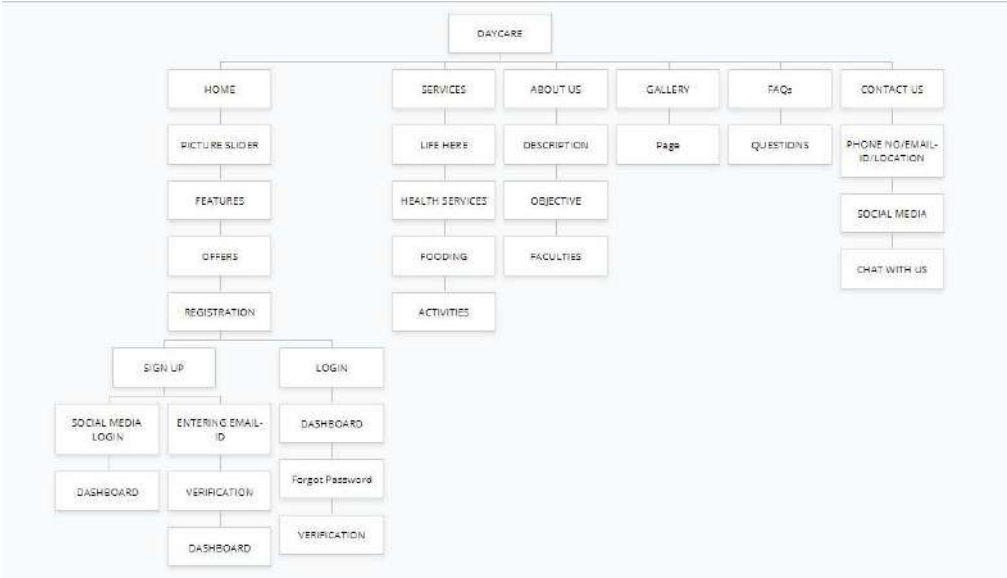 DAYCARE
HOME
SERVICES
ABOUT US
GALLERY
FAQs
CONTACT US
PICTURE SLIDER
LIFE HERE
DESCRIPTION
Page
QUESTIONS
PHONE NO/EMAIL-
ID/LOCATION
FEATURES
HEALTH SERVICES
OBJECTIVE
SOCIAL MEDIA
OFFERS
FOODING
FACULTIES
CHAT WITH US
REGISTRATION
ACTIVITIES
SIGN UP
LOGIN
SOCIAL MEDIA
LOGIN
ENTERING EMAIL-
ID
DASHBOARD
DASHBOARD
VERIFICATION
Forgot Password
DASHBOARD
VERIFICATION